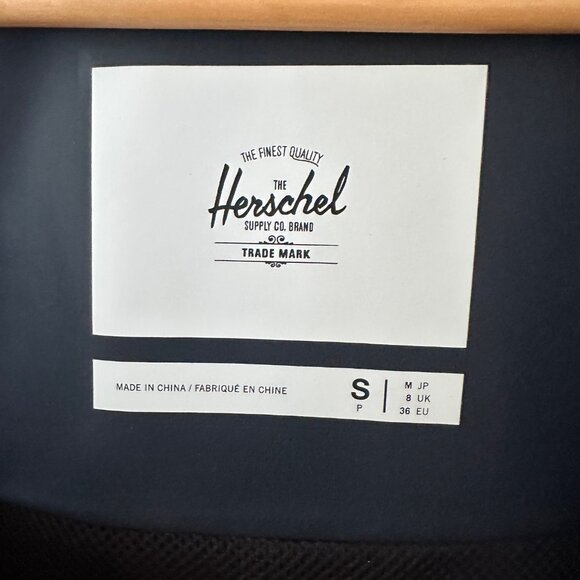 THE FINEST QUALITY
THE
Herschel
SUPPLY CO. BRAND
TRADE MARK
MADE IN CHINA / FABRIQUÉ EN CHINE
S
P
M JP
8 UK
36 EU